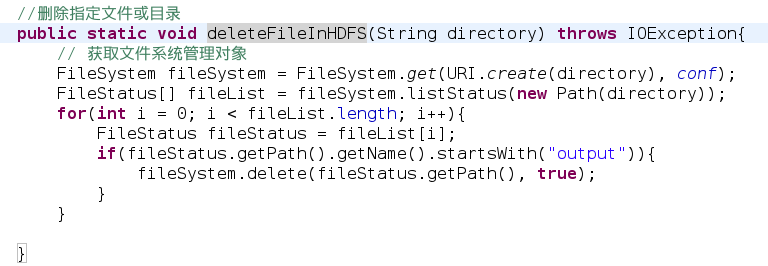 //删除指定文件或目录
public static void deleteFileInHDFS(String directory) throws IOException{
    // 获取文件系统管理对象
    FileSystem fileSystem = FileSystem.get(URI.create(directory), conf);
    FileStatus[] fileList = fileSystem.listStatus(new Path(directory));
    for(int i = 0; i < fileList.length; i++){
        FileStatus fileStatus = fileList[i];
        if(fileStatus.getPath().getName().startsWith("output")){
            fileSystem.delete(fileStatus.getPath(), true);
        }
    }
}